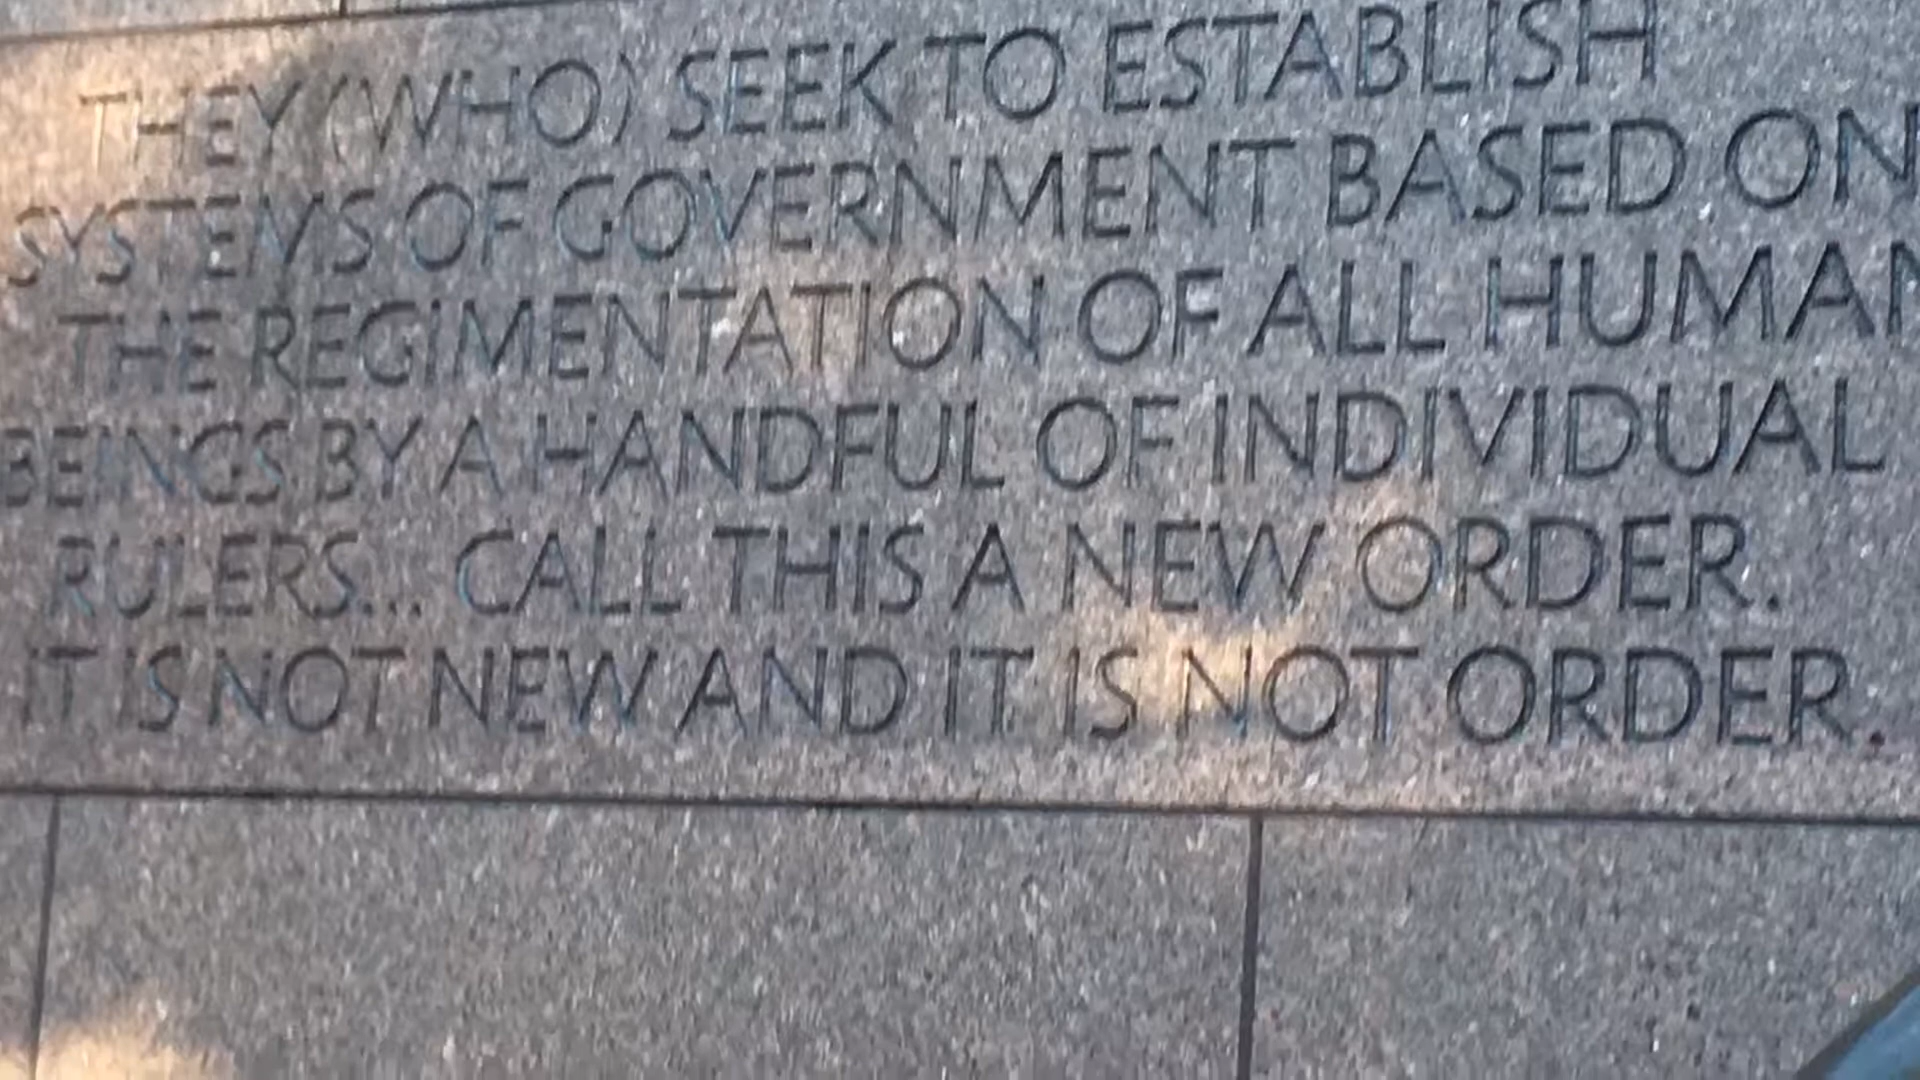 THEY (WHO) SEEK TO ESTABLISH
SYSTEMS OF GOVERNMENT BASED ON
THE REGIMENTATION OF ALL HUMAN
BEINGS BY A HANDFUL OF INDIVIDUAL
RULERS... CALL THIS A NEW ORDER.
IT IS NOT NEW AND IT IS NOT ORDER.